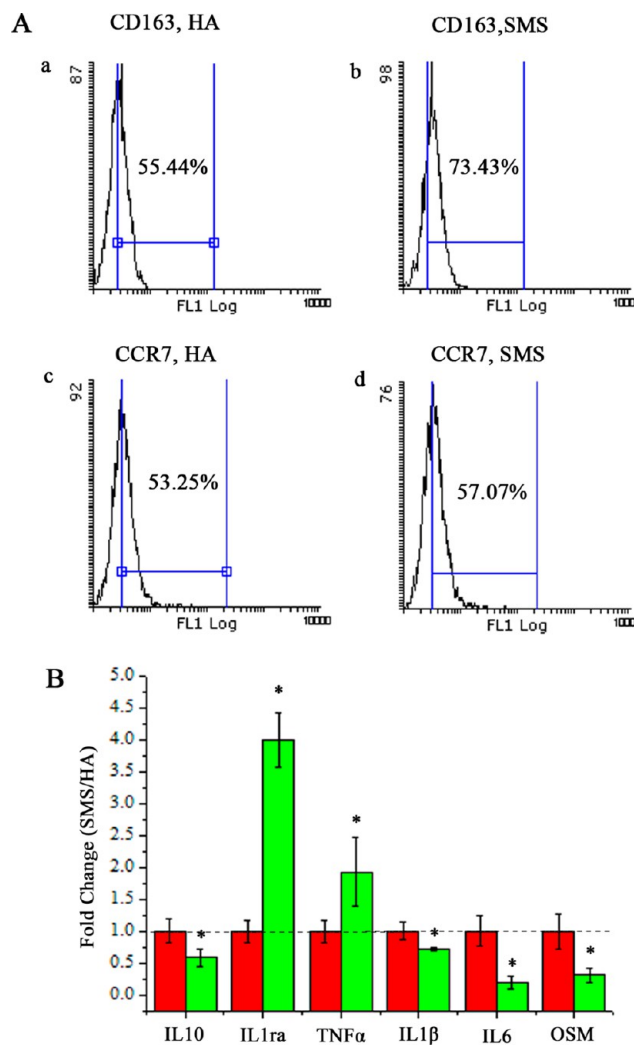 A
CD163, HA
CD163,SMS
a
b
87
98
55.44%
73.43%
FL1 Log
10000
FL1 Log
1000
CCR7, HA
CCR7, SMS
c
d
92
76
53.25%
57.07%
FL1 Log
10000
FL1 Log
1000
B
Fold Change (SMS/HA)
5.0
4.5
4.0
3.5
3.0
2.5
2.0
1.5
1.0
0.5
0.0
* * * * * *
IL10 IL1ra TNFα IL1β IL6 OSM